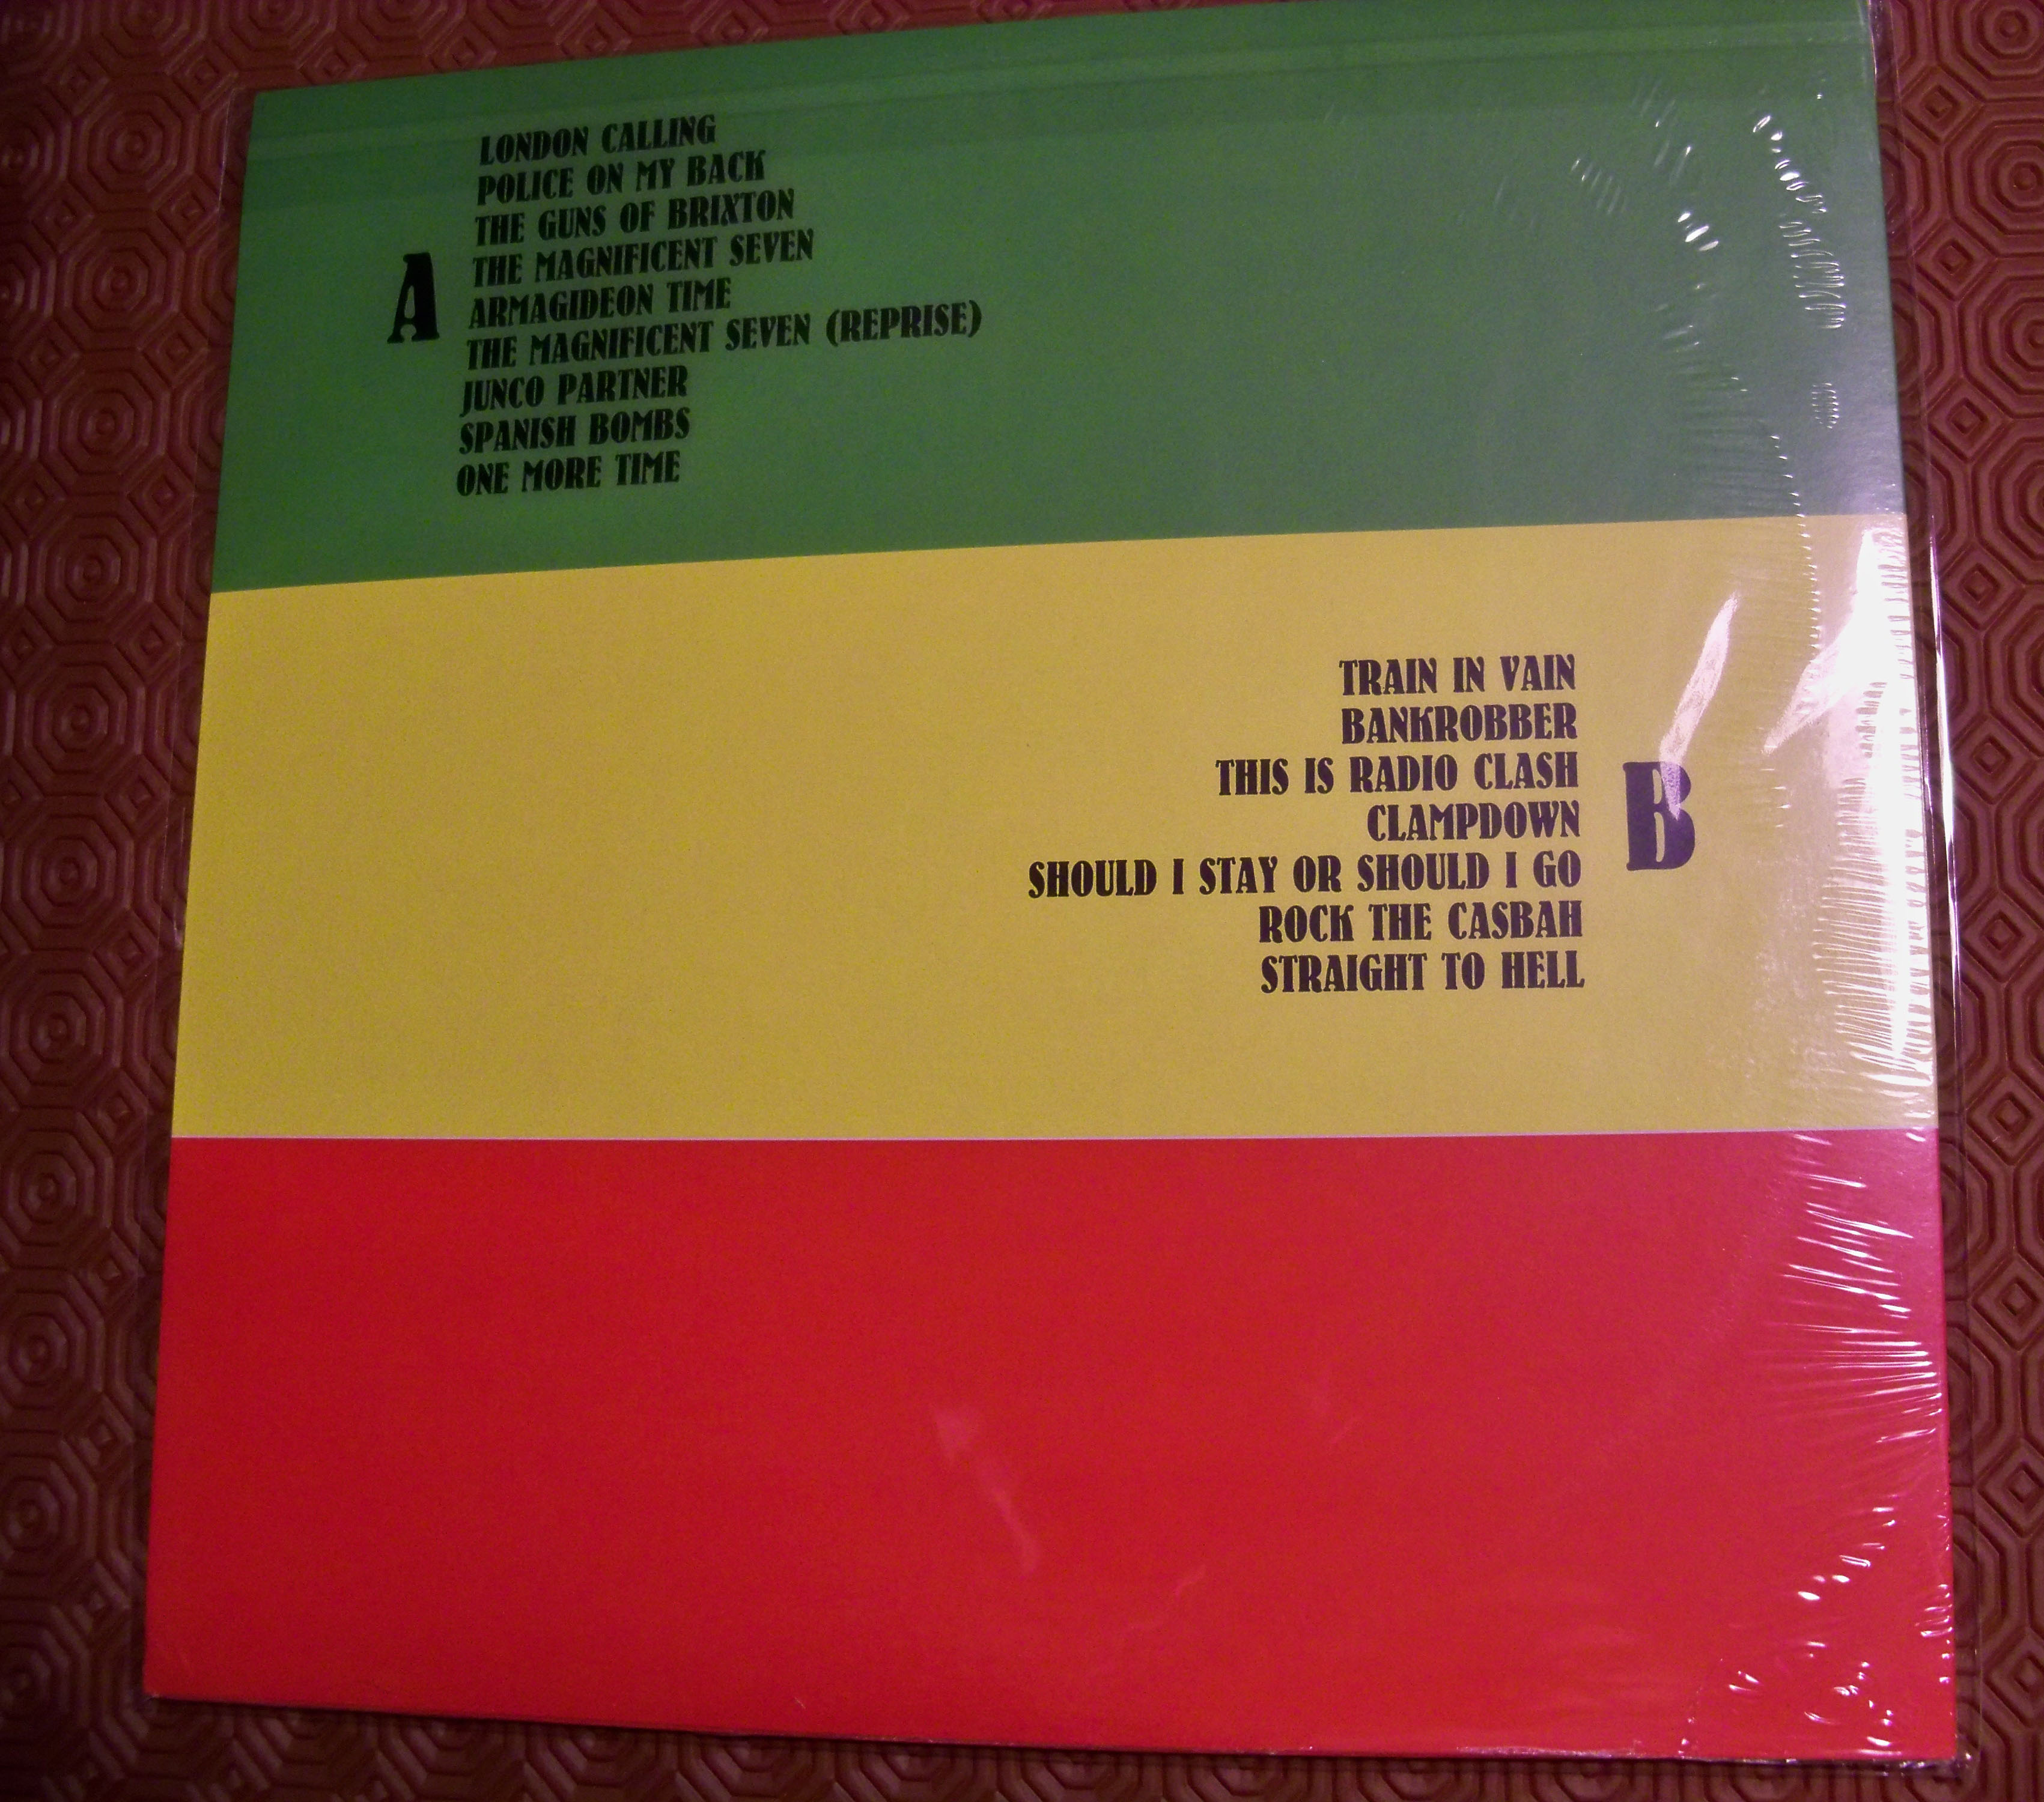 A
LONDON CALLING
POLICE ON MY BACK
THE GUNS OF BRIXTON
THE MAGNIFICENT SEVEN
ARMAGIDEON TIME
THE MAGNIFICENT SEVEN (REPRISE)
JUNCO PARTNER
SPANISH BOMBS
ONE MORE TIME
TRAIN IN VAIN
BANKROBBER
THIS IS RADIO CLASH
CLAMPDOWN
SHOULD I STAY OR SHOULD I GO
ROCK THE CASBAH
STRAIGHT TO HELL
B